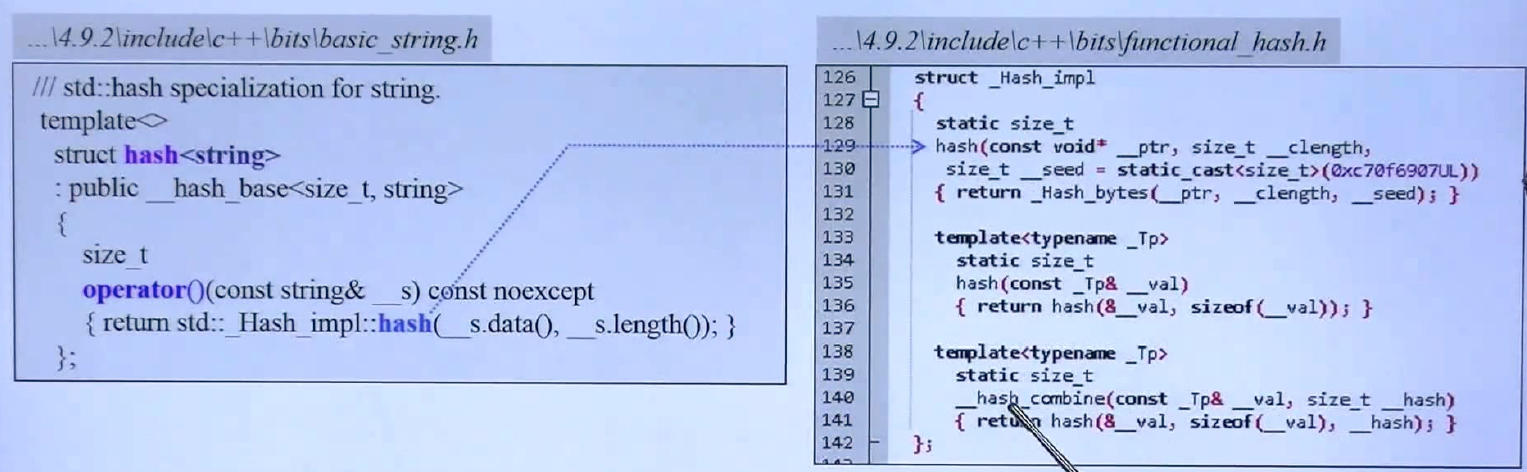 ...\4.9.2\include\c++\bits\basic_string.h
/// std::hash specialization for string.
template<>
struct hash<string>
: public __hash_base<size_t, string>
{
size_t
operator()(const string& __s) const noexcept
{ return std::_Hash_impl::hash(__s.data(), __s.length()); }
};
...\4.9.2\include\c++\bits\functional_hash.h
126 struct _Hash_impl
127 {
128 static size_t
129 hash(const void* __ptr, size_t __clength,
130 size_t __seed = static_cast<size_t>(0xc70f6907UL))
131 { return _Hash_bytes(__ptr, __clength, __seed); }
132
133 template<typename _Tp>
134 static size_t
135 hash(const _Tp& __val)
136 { return hash(&__val, sizeof(__val)); }
137
138 template<typename _Tp>
139 static size_t
140 __hash_combine(const _Tp& __val, size_t __hash)
141 { return hash(&__val, sizeof(__val), __hash); }
142 };